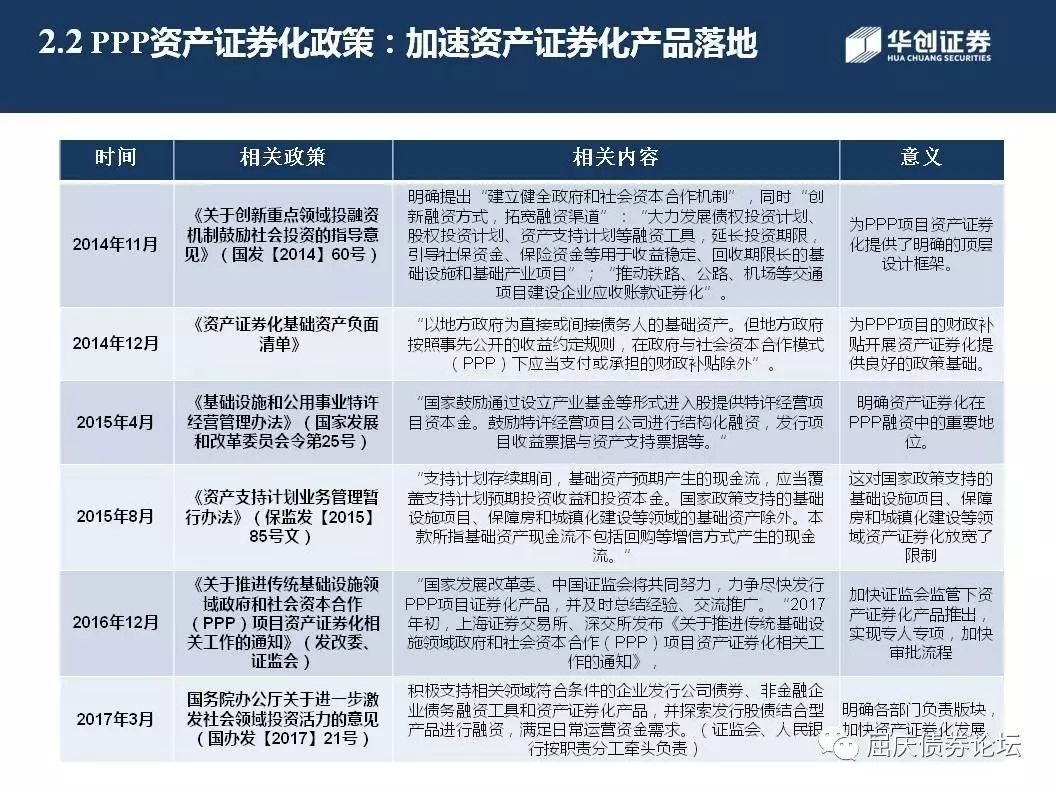 2.2 PPP资产证券化政策：加速资产证券化产品落地
华创证券
HUA CHUANG SECURITIES
时间
相关政策
相关内容
意义
2014年11月
《关于创新重点领域投融资
机制鼓励社会投资的指导意
见》（国发【2014】60号）
明确提出“建立健全政府和社会资本合作机制”，同时“创
新融资方式，拓宽融资渠道”：“大力发展债权投资计划、
股权投资计划、资产支持计划等融资工具，延长投资期限，
引导社保资金、保险资金等用于收益稳定、回收期限长的基
础设施和基础产业项目”；“推动铁路、公路、机场等交通
项目建设企业应收账款证券化”。
为PPP项目资产证券
化提供了明确的顶层
设计框架。
2014年12月
《资产证券化基础资产负面
清单》
“以地方政府为直接或间接债务人的基础资产。但地方政府
按照事先公开的收益约定规则，在政府与社会资本合作模式
（PPP）下应当支付或承担的财政补贴除外”。
为PPP项目的财政补
贴开展资产证券化提
供良好的政策基础。
2015年4月
《基础设施和公用事业特许
经营管理办法》（国家发展
和改革委员会令第25号）
“国家鼓励通过设立产业基金等形式进入股提供特许经营项
目资本金。鼓励特许经营项目公司进行结构化融资，发行项
目收益票据与资产支持票据等。“
明确资产证券化在
PPP融资中的重要地
位。
2015年8月
《资产支持计划业务管理暂
行办法》（保监发【2015】
85号文）
“支持计划存续期间，基础资产预期产生的现金流，应当覆
盖支持计划预期投资收益和投资本金。国家政策支持的基础
设施项目、保障房和城镇化建设等领域的基础资产除外。本
款所指基础资产现金流不包括回购等增信方式产生的现金
流。“
这对国家政策支持的
基础设施项目、保障
房和城镇化建设等领
域资产证券化放宽了
限制
2016年12月
《关于推进传统基础设施领
域政府和社会资本合作
（PPP）项目资产证券化相
关工作的通知》（发改委、
证监会）
“国家发展改革委、中国证监会将共同努力，力争尽快发行
PPP项目证券化产品，并及时总结经验、交流推广。“2017
年初，上海证券交易所、深交所发布《关于推进传统基础设
施领域政府和社会资本合作（PPP）项目资产证券化相关工
作的通知》，
加快证监会监管下资
产证券化产品推出，
实现专人专项，加快
审批流程
2017年3月
国务院办公厅关于进一步激
发社会领域投资活力的意见
（国办发【2017】21号）
积极支持相关领域符合条件的企业发行公司债券、非金融企
业债务融资工具和资产证券化产品，并探索发行股债结合型
产品进行融资，满足日常运营资金需求。（证监会、人民银
行按职责分工牵头负责）
明确各部门负责版块，
加快资产证券化发展
屈庆债券论坛